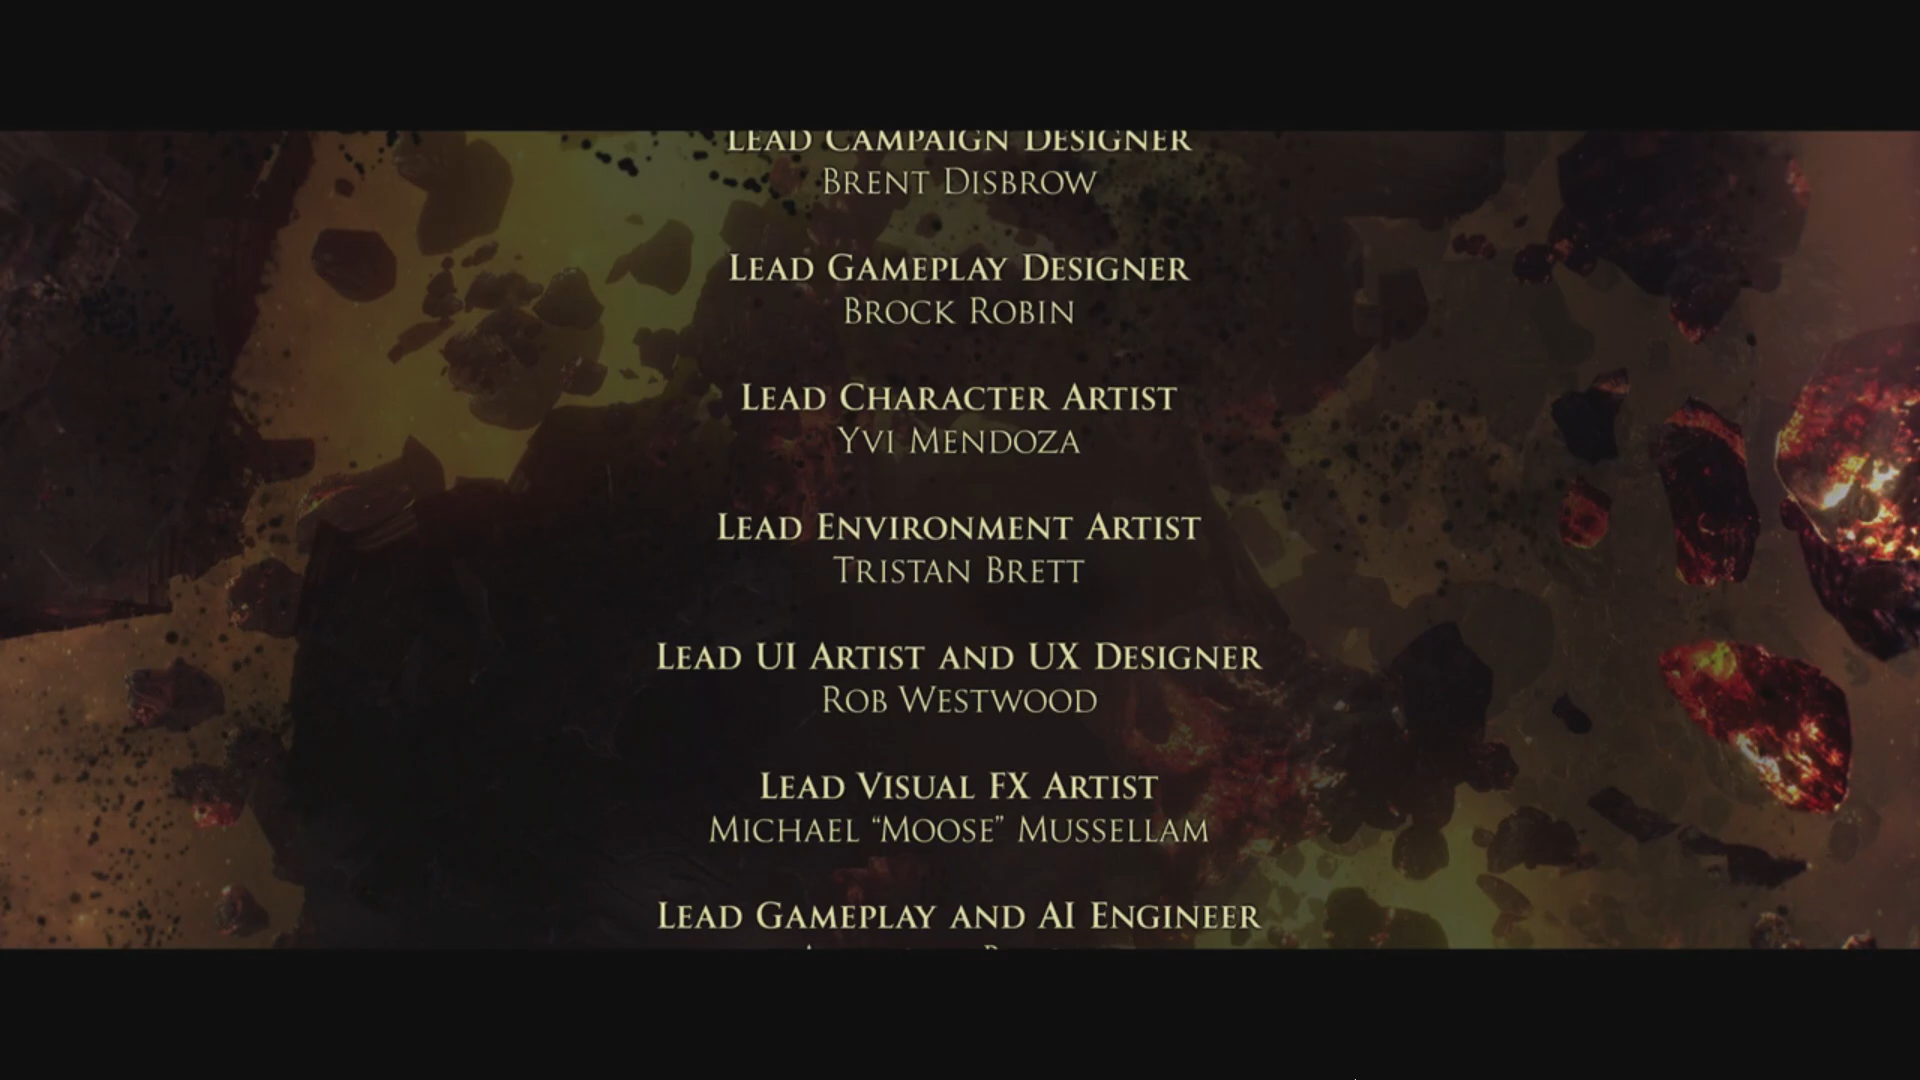 Lead Campaign Designer
Brent Disbrow
Lead Gameplay Designer
Brock Robin
Lead Character Artist
Yvi Mendoza
Lead Environment Artist
Tristan Brett
Lead UI Artist and UX Designer
Rob Westwood
Lead Visual FX Artist
Michael “Moose” Mussellam
Lead Gameplay and AI Engineer